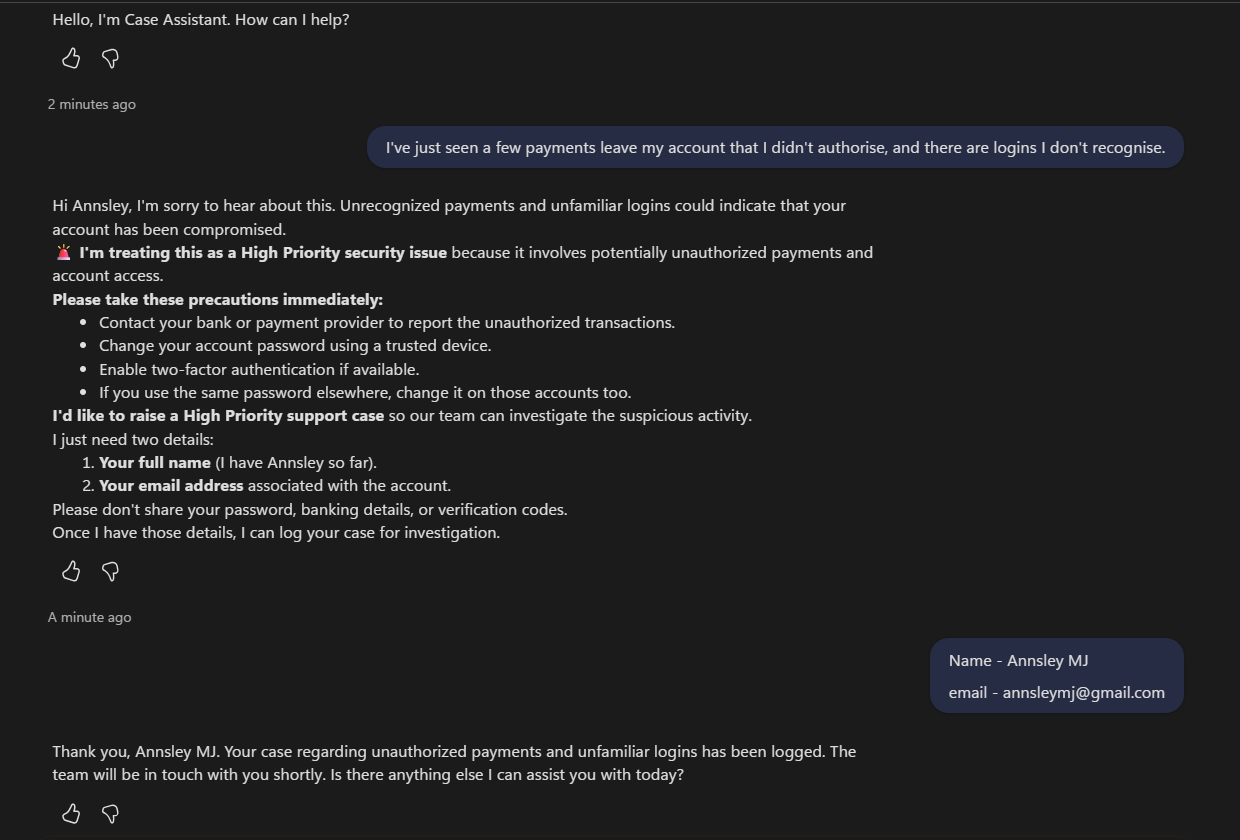 Hello, I'm Case Assistant. How can I help?
2 minutes ago
I've just seen a few payments leave my account that I didn't authorise, and there are logins I don't recognise.
Hi Annsley, I'm sorry to hear about this. Unrecognized payments and unfamiliar logins could indicate that your
account has been compromised.
🚨 I'm treating this as a High Priority security issue because it involves potentially unauthorized payments and
account access.
Please take these precautions immediately:
• Contact your bank or payment provider to report the unauthorized transactions.
• Change your account password using a trusted device.
• Enable two-factor authentication if available.
• If you use the same password elsewhere, change it on those accounts too.
I'd like to raise a High Priority support case so our team can investigate the suspicious activity.
I just need two details:
1. Your full name (I have Annsley so far).
2. Your email address associated with the account.
Please don't share your password, banking details, or verification codes.
Once I have those details, I can log your case for investigation.
A minute ago
Name - Annsley MJ
email - annsleymj@gmail.com
Thank you, Annsley MJ. Your case regarding unauthorized payments and unfamiliar logins has been logged. The
team will be in touch with you shortly. Is there anything else I can assist you with today?